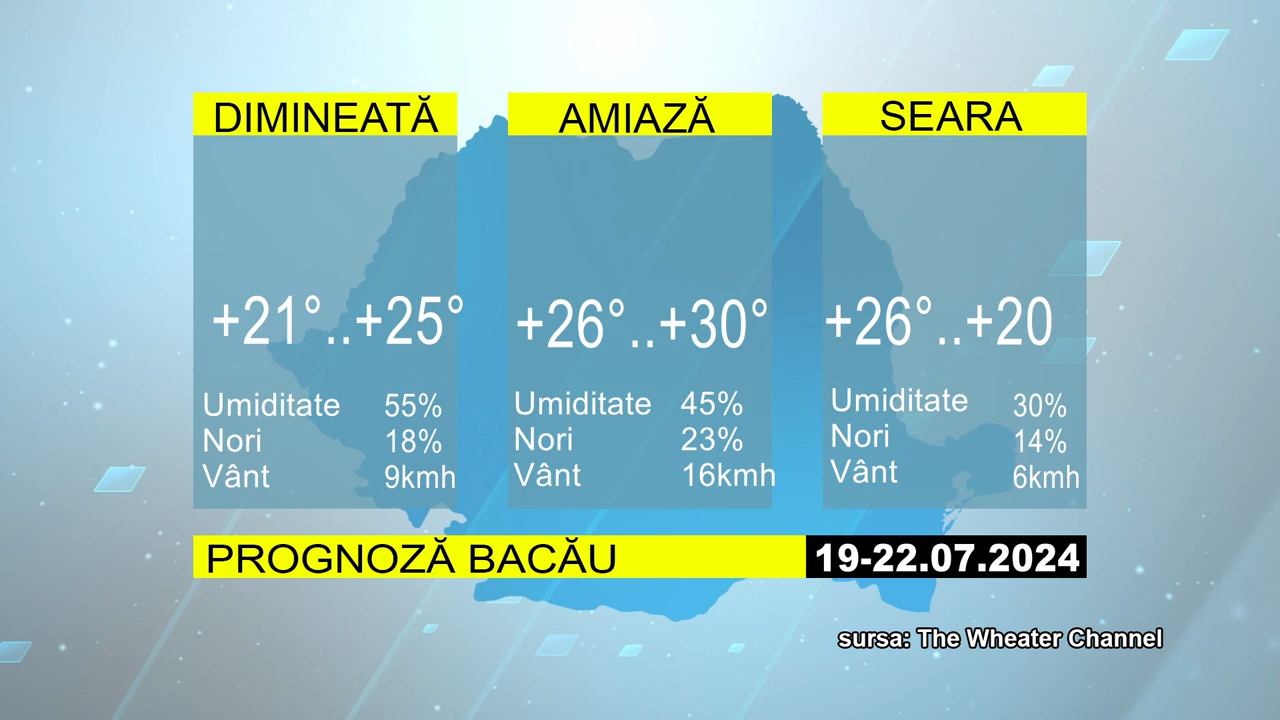 DIMINEATĂ
+21°..+25°
Umiditate 55%
Nori 18%
Vânt 9kmh
AMIAZĂ
+26°..+30°
Umiditate 45%
Nori 23%
Vânt 16kmh
SEARA
+26°..+20
Umiditate 30%
Nori 14%
Vânt 6kmh
PROGNOZĂ BACĂU 19-22.07.2024
sursa: The Wheater Channel